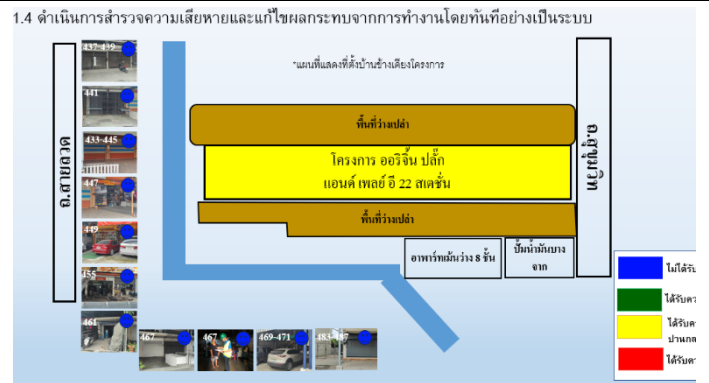 1.4 ดำเนินการสำรวจความเสียหายและแก้ไขผลกระทบจากการทำงานโดยทันทีอย่างเป็นระบบ
*แผนที่แสดงที่ตั้งบ้านข้างเคียงโครงการ
ถ.สายลวด
437-439
441
433-445
447
449
455
461
467
467
469-471
พื้นที่ว่างเปล่า
โครงการ ออริจิ้น ปลั๊ก
แอนด์ เพลย์ อี 22 สเตชั่น
พื้นที่ว่างเปล่า
อาพาร์ทเม้นว่าง 8 ชั้น
ปั้มน้ำมันบาง
จาก
ถ.สุขุมวิท
ไม่ได้รับ
ได้รับคว
ได้รับคว
ปานกล
ได้รับคว